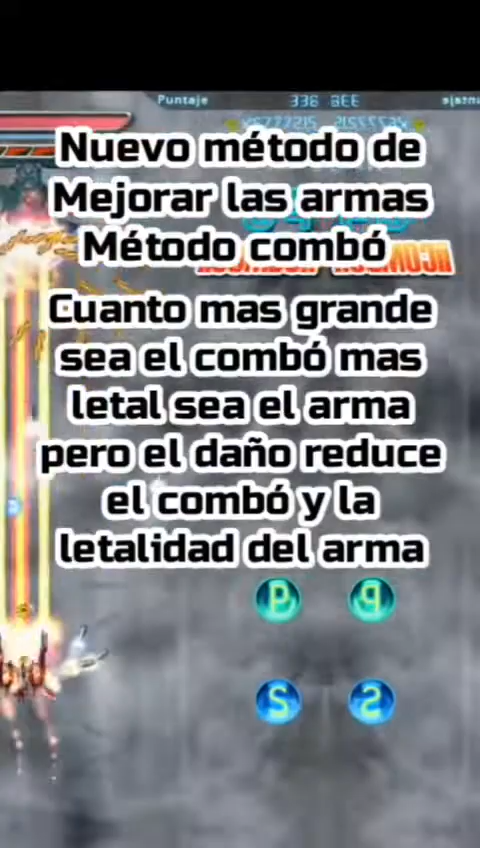 Puntaje 336 BEE
Nuevo método de
Mejorar las armas
Método combó
Cuanto mas grande
sea el combó mas
letal sea el arma
pero el daño reduce
el combó y la
letalidad del arma
P
S